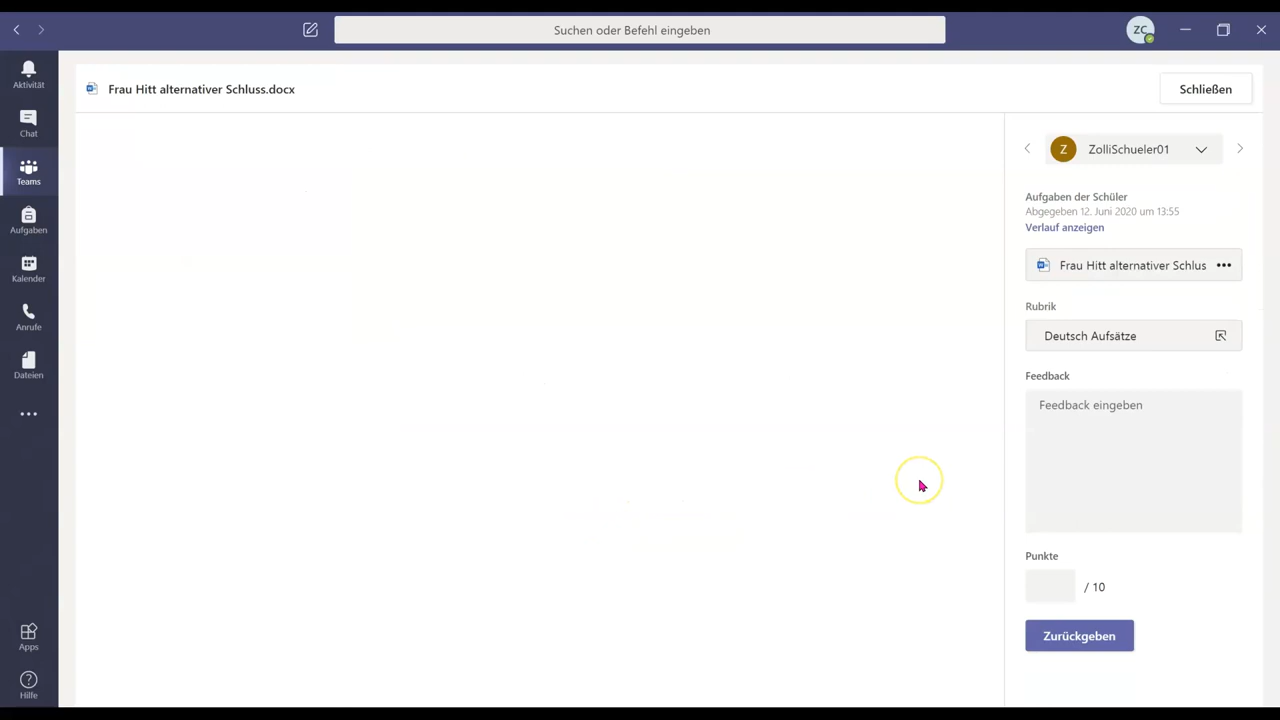 Suchen oder Befehl eingeben
ZC
Aktivität
Chat
Teams
Aufgaben
Kalender
Anrufe
Dateien
Apps
Hilfe
Frau Hitt alternativer Schluss.docx
Schließen
Z
ZolliSchueler01
Aufgaben der Schüler
Abgegeben 12. Juni 2020 um 13:55
Verlauf anzeigen
Frau Hitt alternativer Schlus
Rubrik
Deutsch Aufsätze
Feedback
Feedback eingeben
Punkte
/ 10
Zurückgeben